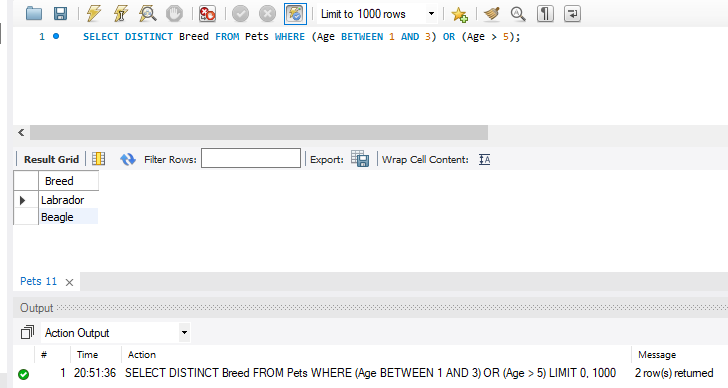 Limit to 1000 rows
1 SELECT DISTINCT Breed FROM Pets WHERE (Age BETWEEN 1 AND 3) OR (Age > 5);
Result Grid Filter Rows: Export: Wrap Cell Content:
Breed
Labrador
Beagle
Pets 11
Output
Action Output
# Time Action Message
1 20:51:36 SELECT DISTINCT Breed FROM Pets WHERE (Age BETWEEN 1 AND 3) OR (Age > 5) LIMIT 0, 1000 2 row(s) returned